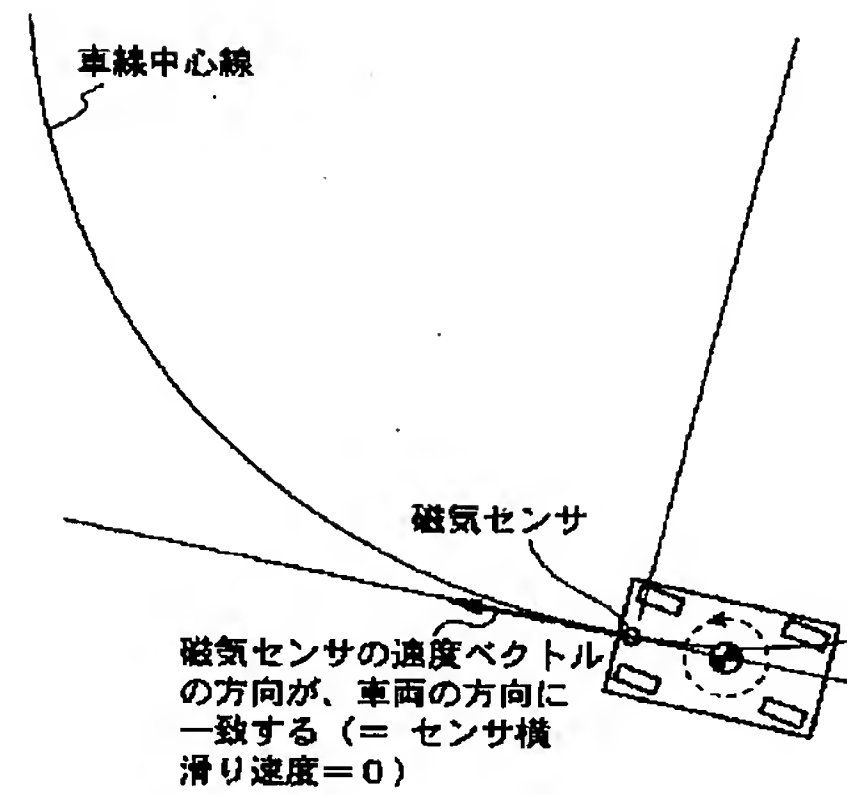 車線中心線
磁気センサ
磁気センサの速度ベクトル
の方向が、車両の方向に
一致する（＝ センサ横
滑り速度＝０）